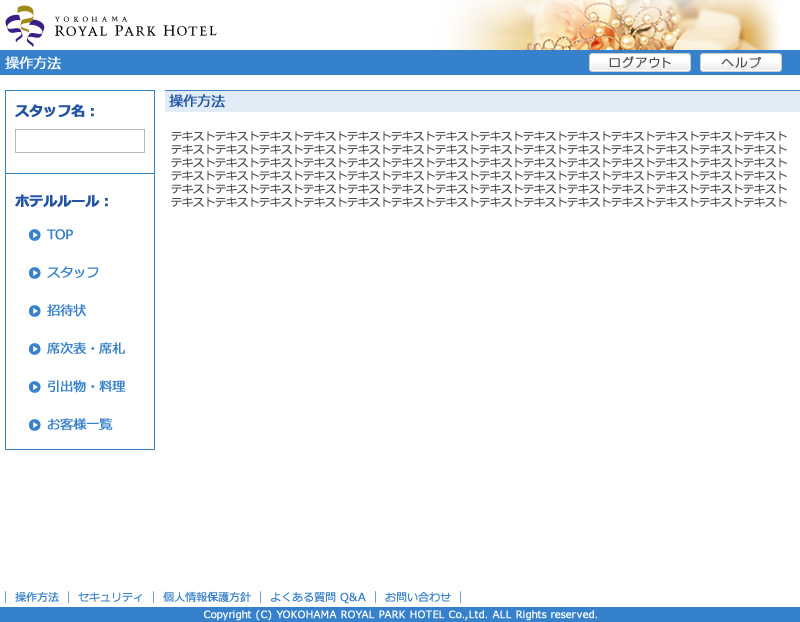 YOKOHAMA
ROYAL PARK HOTEL
操作方法
ログアウト
ヘルプ
スタッフ名：
ホテルルール：
TOP
スタッフ
招待状
席次表・席札
引出物・料理
お客様一覧
操作方法
テキストテキストテキストテキストテキストテキストテキストテキストテキストテキストテキストテキストテキストテキスト
テキストテキストテキストテキストテキストテキストテキストテキストテキストテキストテキストテキストテキストテキスト
テキストテキストテキストテキストテキストテキストテキストテキストテキストテキストテキストテキストテキストテキスト
テキストテキストテキストテキストテキストテキストテキストテキストテキストテキストテキストテキストテキストテキスト
テキストテキストテキストテキストテキストテキストテキストテキストテキストテキストテキストテキストテキストテキスト
テキストテキストテキストテキストテキストテキストテキストテキストテキストテキストテキストテキストテキストテキスト
｜ 操作方法 ｜ セキュリティ ｜ 個人情報保護方針 ｜ よくある質問 Q&A ｜ お問い合わせ ｜
Copyright (C) YOKOHAMA ROYAL PARK HOTEL Co.,Ltd. ALL Rights reserved.